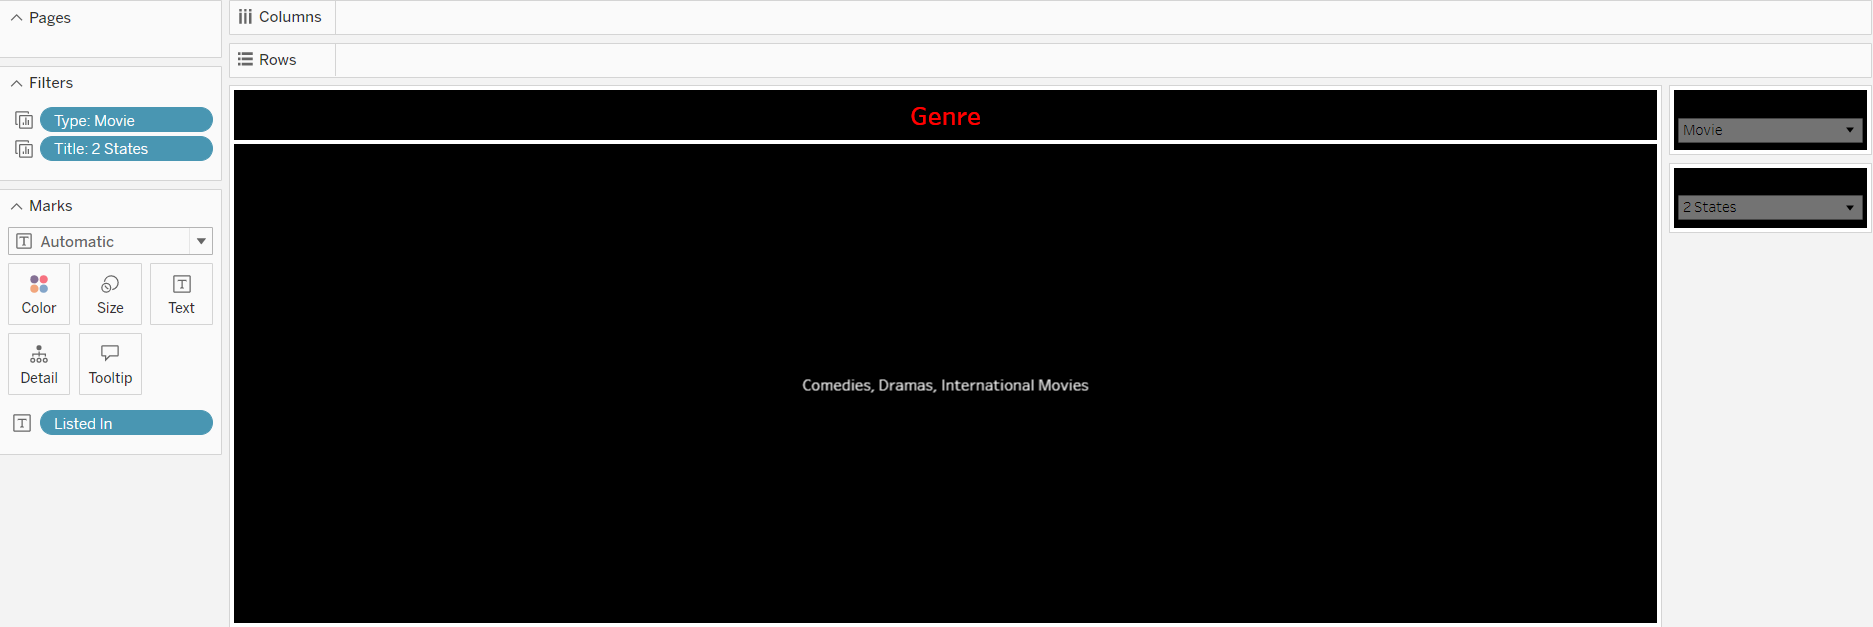 Pages
Filters
Type: Movie
Title: 2 States
Marks
Automatic
Color Size Text
Detail Tooltip
Listed In
Columns
Rows
Genre
Comedies, Dramas, International Movies
Movie
2 States